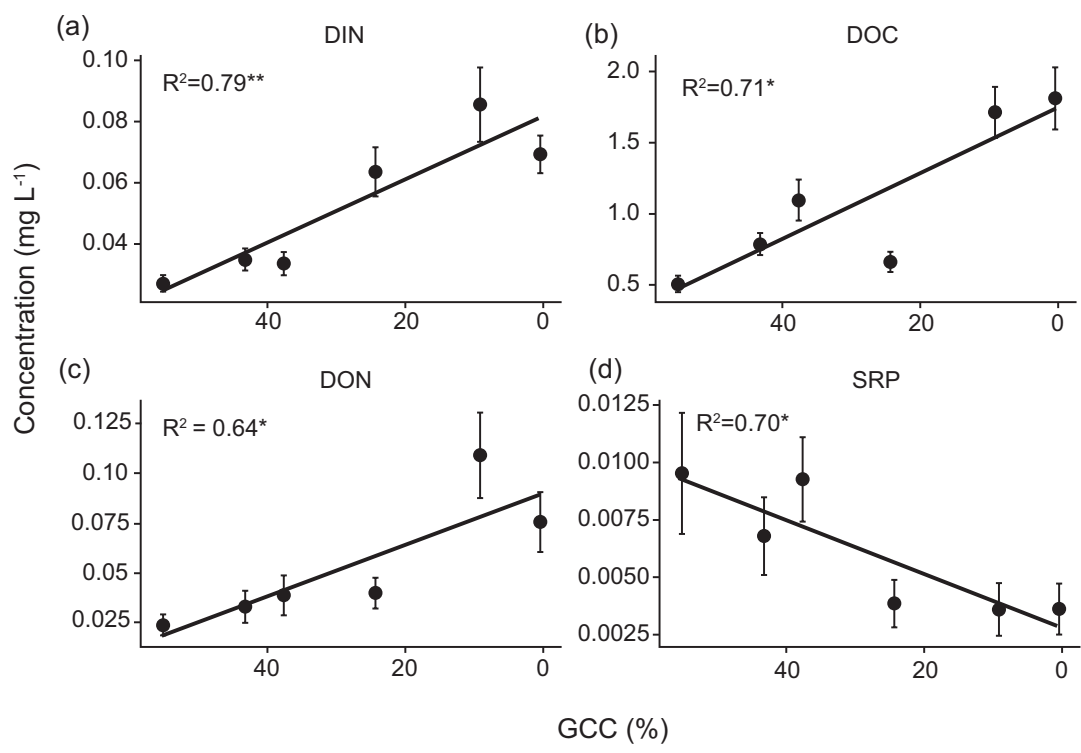 (a)
DIN
R²=0.79**
0.10
0.08
0.06
0.04
40
20
0
(b)
DOC
R²=0.71*
2.0
1.5
1.0
0.5
40
20
0
(c)
DON
R² = 0.64*
0.125
0.10
0.075
0.05
0.025
40
20
0
(d)
SRP
R²=0.70*
0.0125
0.0100
0.0075
0.0050
0.0025
40
20
0
Concentration (mg L⁻¹)
GCC (%)